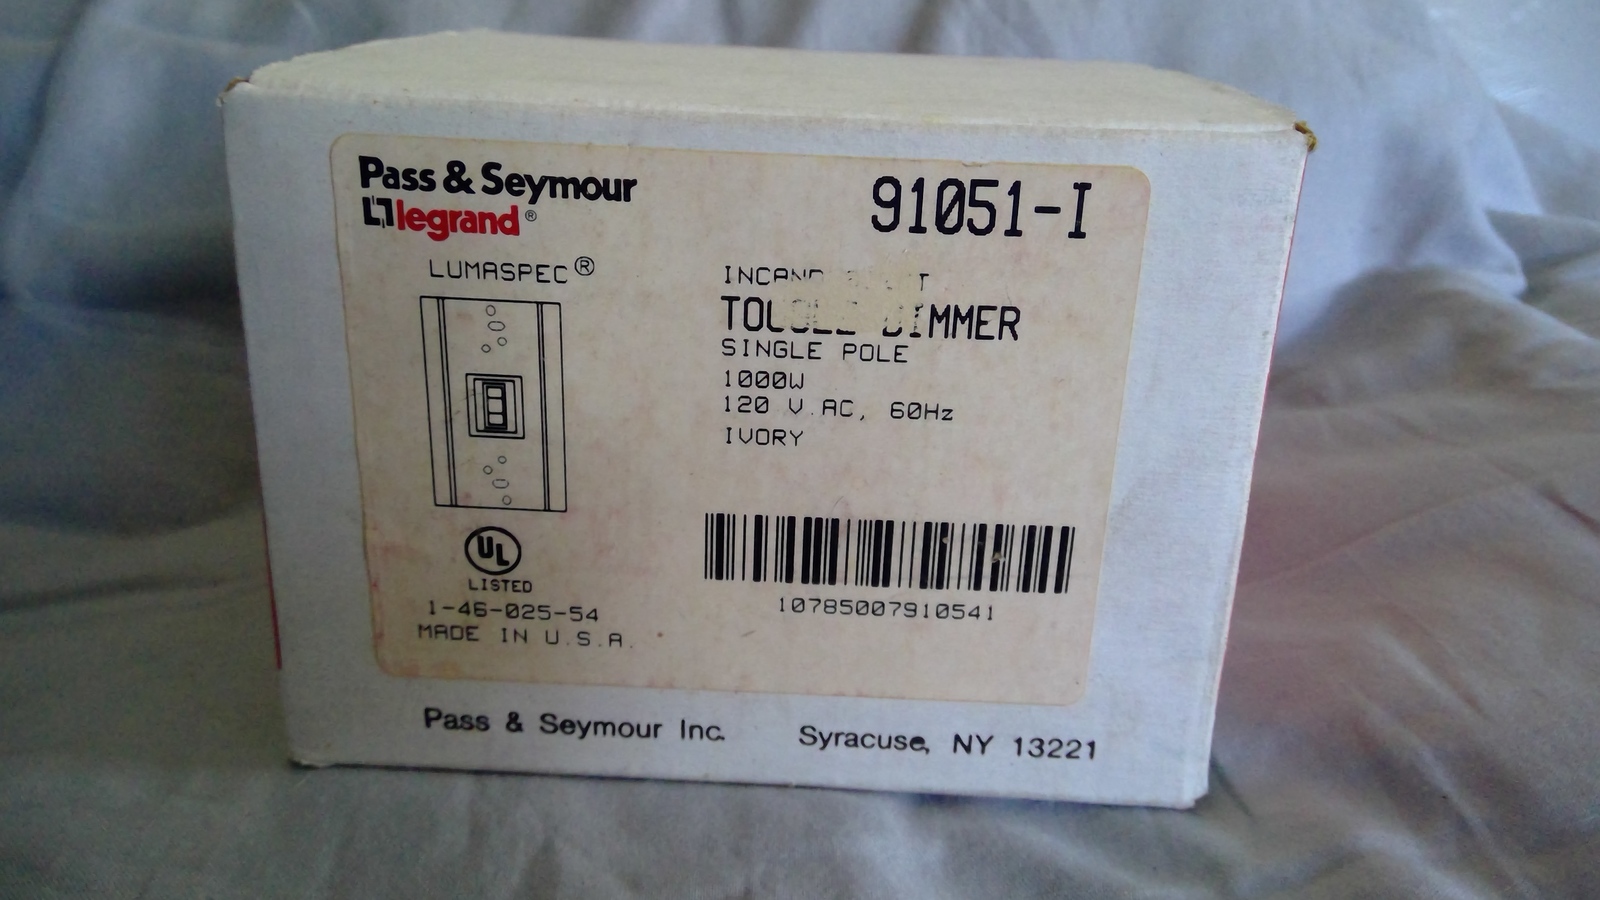 Pass & Seymour
legrand®
91051-I
LUMASPEC®
TOGGLE DIMMER
SINGLE POLE
1000W
120 V.AC, 60Hz
IVORY
UL
LISTED
1-46-025-54
MADE IN U.S.A.
10785007910541
Pass & Seymour Inc. Syracuse, NY 13221